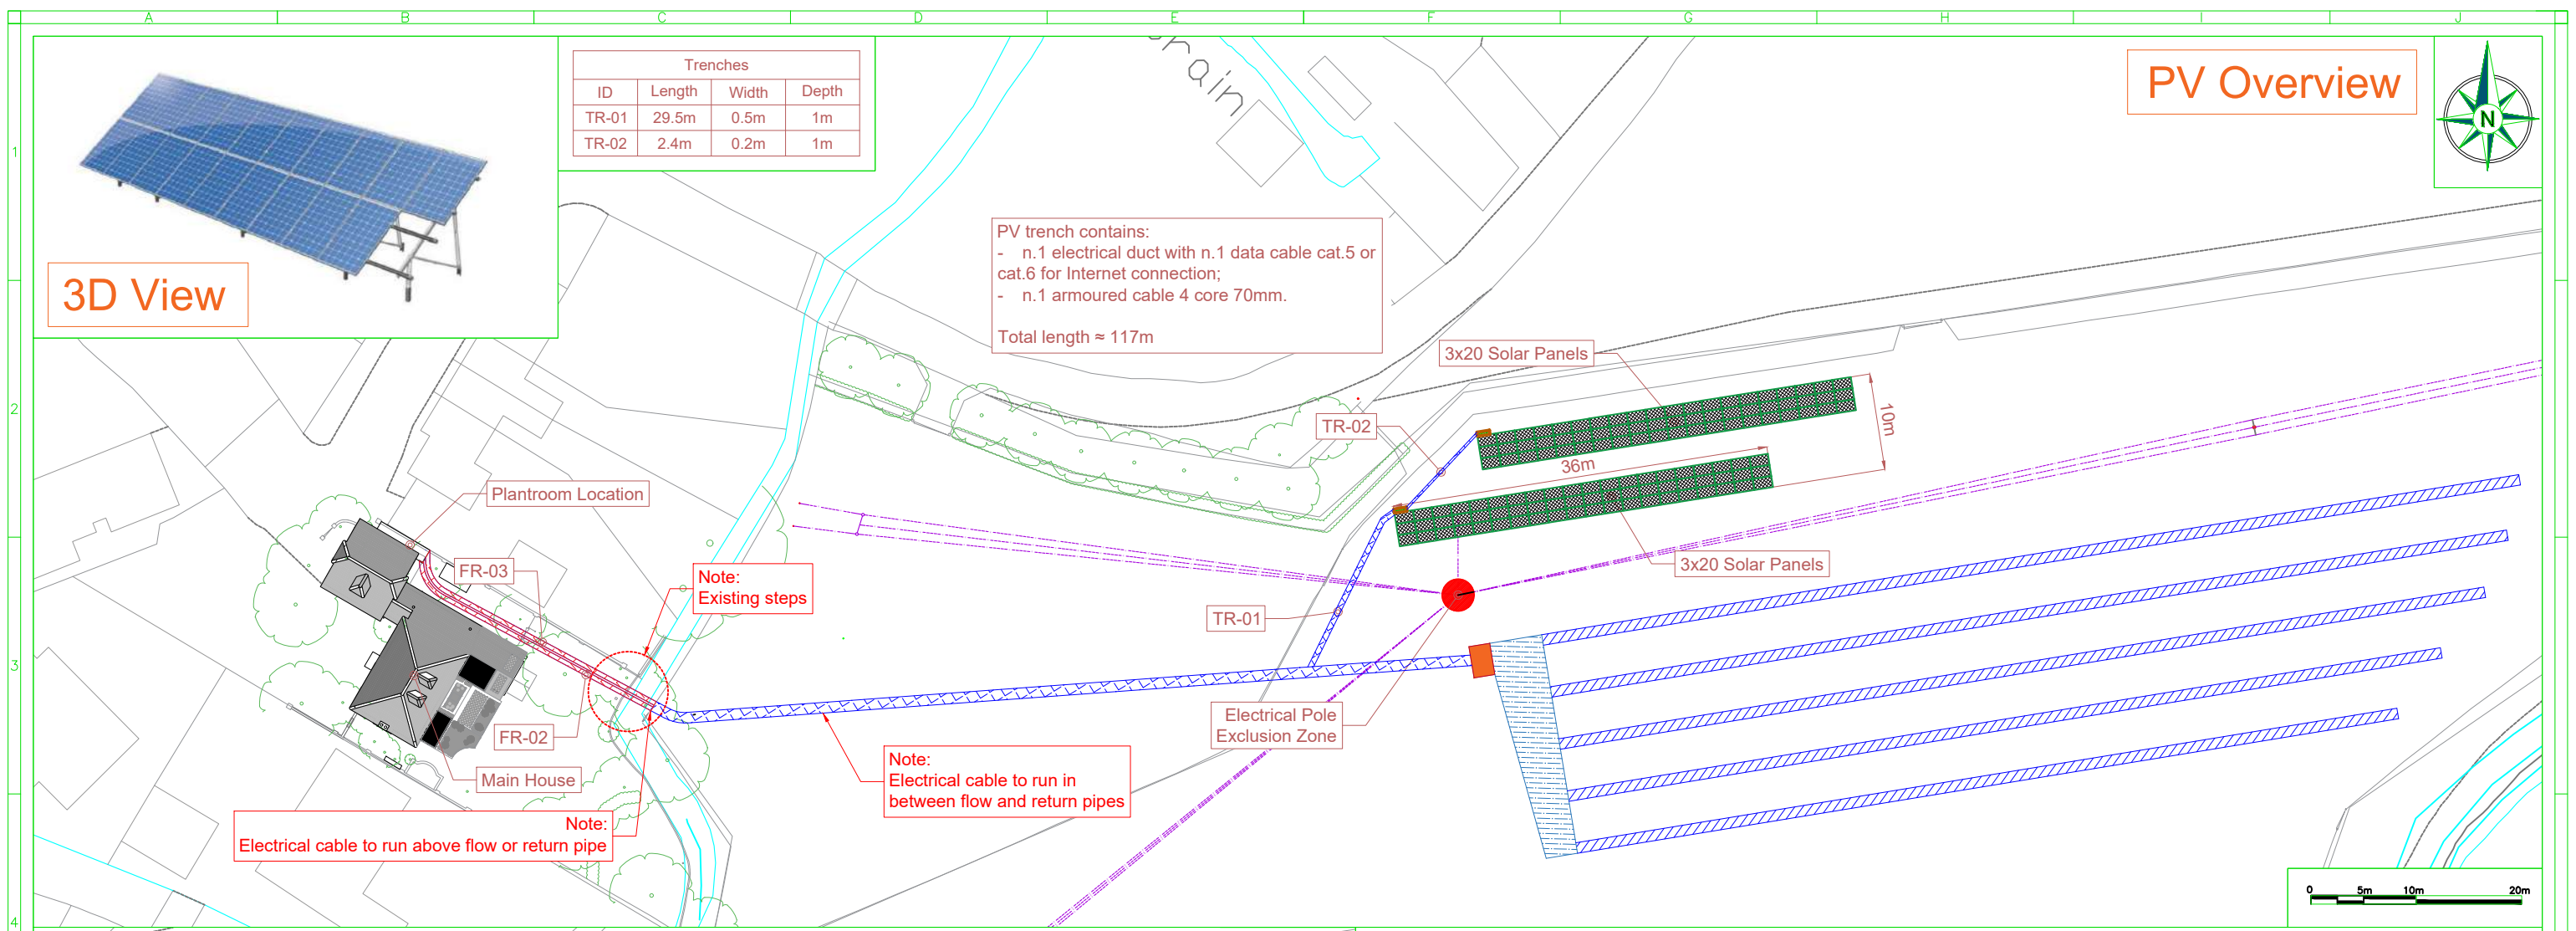 A B C D E F G H I J
1
2
3
4
3D View
Trenches
ID Length Width Depth
TR-01 29.5m 0.5m 1m
TR-02 2.4m 0.2m 1m
PV Overview
N
PV trench contains:
- n.1 electrical duct with n.1 data cable cat.5 or
cat.6 for Internet connection;
- n.1 armoured cable 4 core 70mm.
Total length ≈ 117m
3x20 Solar Panels
10m
TR-02
36m
Plantroom Location
FR-03
Note:
Existing steps
3x20 Solar Panels
TR-01
FR-02
Electrical Pole
Exclusion Zone
Main House
Note:
Electrical cable to run in
between flow and return pipes
Note:
Electrical cable to run above flow or return pipe
0 5m 10m 20m